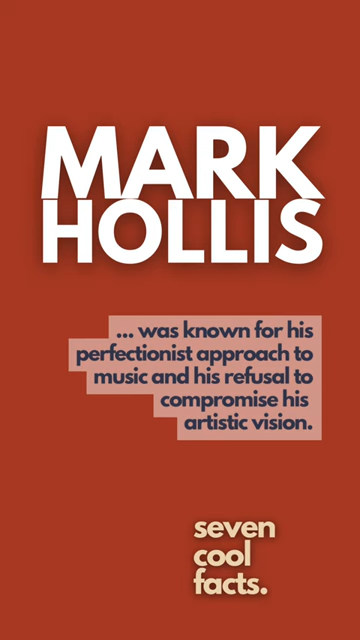 MARK
HOLLIS
... was known for his
perfectionist approach to
music and his refusal to
compromise his
artistic vision.
seven
cool
facts.